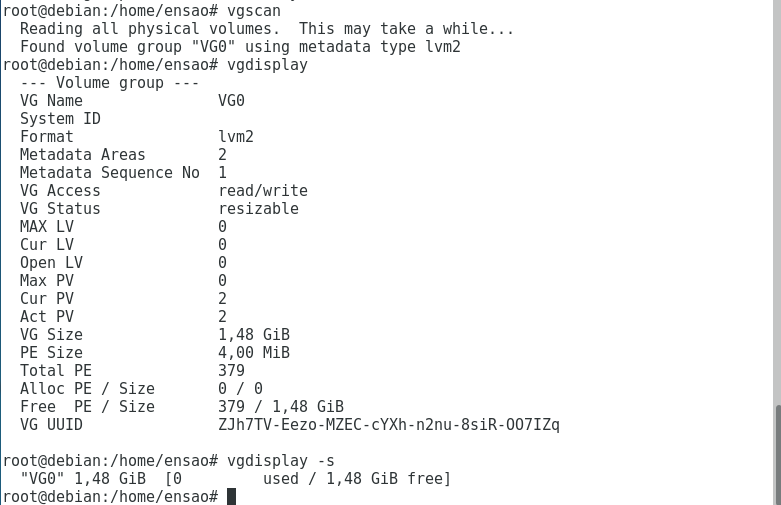 root@debian:/home/ensao# vgscan
  Reading all physical volumes.  This may take a while...
  Found volume group "VG0" using metadata type lvm2
root@debian:/home/ensao# vgdisplay
  --- Volume group ---
  VG Name               VG0
  System ID
  Format                lvm2
  Metadata Areas        2
  Metadata Sequence No  1
  VG Access             read/write
  VG Status             resizable
  MAX LV                0
  Cur LV                0
  Open LV               0
  Max PV                0
  Cur PV                2
  Act PV                2
  VG Size               1,48 GiB
  PE Size               4,00 MiB
  Total PE              379
  Alloc PE / Size       0 / 0
  Free  PE / Size       379 / 1,48 GiB
  VG UUID               ZJh7TV-Eezo-MZEC-cYXh-n2nu-8siR-OO7IZq

root@debian:/home/ensao# vgdisplay -s
  "VG0" 1,48 GiB  [0         used / 1,48 GiB free]
root@debian:/home/ensao#